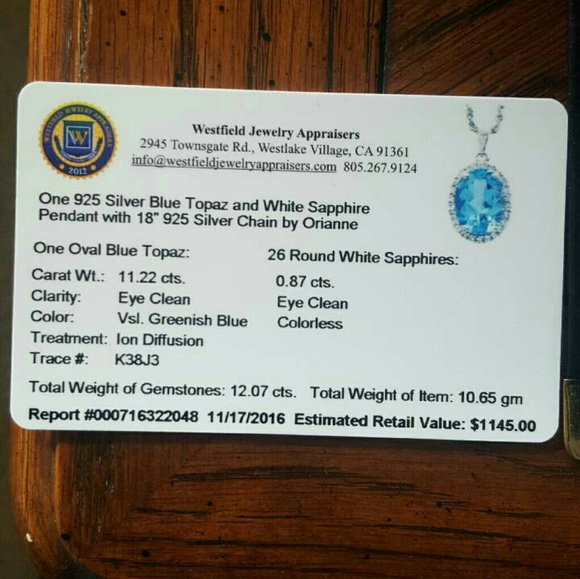 WESTFIELD JEWELRY APPRAISERS
W
2012
Westfield Jewelry Appraisers
2945 Townsgate Rd., Westlake Village, CA 91361
info@westfieldjewelryappraisers.com 805.267.9124
One 925 Silver Blue Topaz and White Sapphire
Pendant with 18" 925 Silver Chain by Orianne
One Oval Blue Topaz: 26 Round White Sapphires:
Carat Wt.: 11.22 cts. 0.87 cts.
Clarity: Eye Clean Eye Clean
Color: Vsl. Greenish Blue Colorless
Treatment: Ion Diffusion
Trace #: K38J3
Total Weight of Gemstones: 12.07 cts. Total Weight of Item: 10.65 gm
Report #000716322048 11/17/2016 Estimated Retail Value: $1145.00